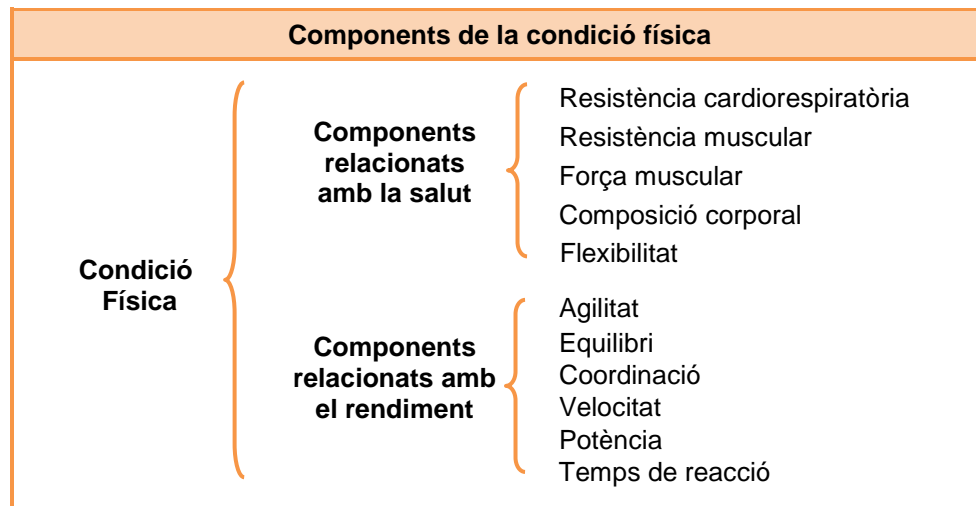 Components de la condició física
Condició
Física
Components
relacionats
amb la salut
Resistència cardiorespiratòria
Resistència muscular
Força muscular
Composició corporal
Flexibilitat
Components
relacionats amb
el rendiment
Agilitat
Equilibri
Coordinació
Velocitat
Potència
Temps de reacció